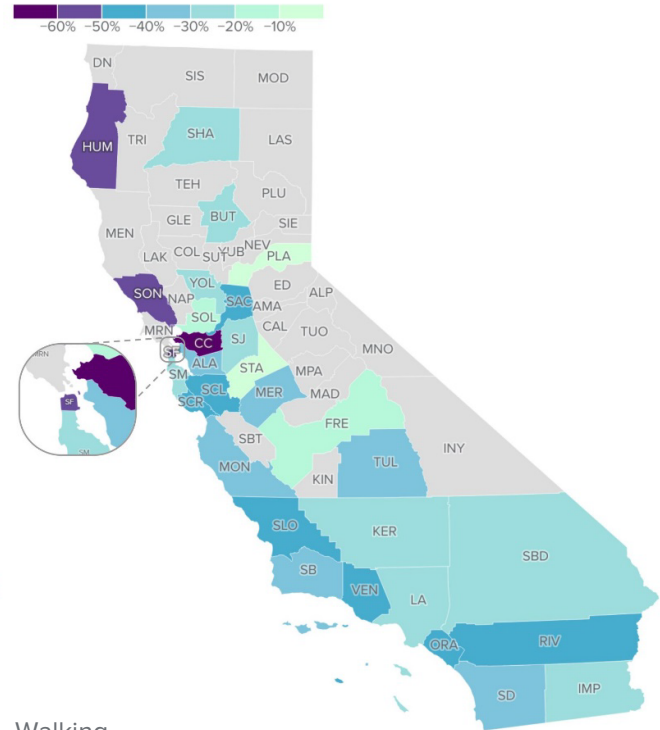 −60% −50% −40% −30% −20% −10%
DN
SIS
MOD
HUM
TRI
SHA
LAS
TEH
PLU
BUT
GLE
SIE
MEN
COL
SUT
YUB
NEV
LAK
PLA
YOL
ED
SON
NAP
SAC
AMA
ALP
SOL
MRN
CC
SJ
CAL
TUO
MNO
MRN
SF
ALA
STA
MPA
SM
SF
SCL
MER
MAD
SCR
SM
FRE
SBT
INY
MON
TUL
KIN
SLO
KER
SBD
SB
VEN
LA
ORA
RIV
SD
IMP
Walking